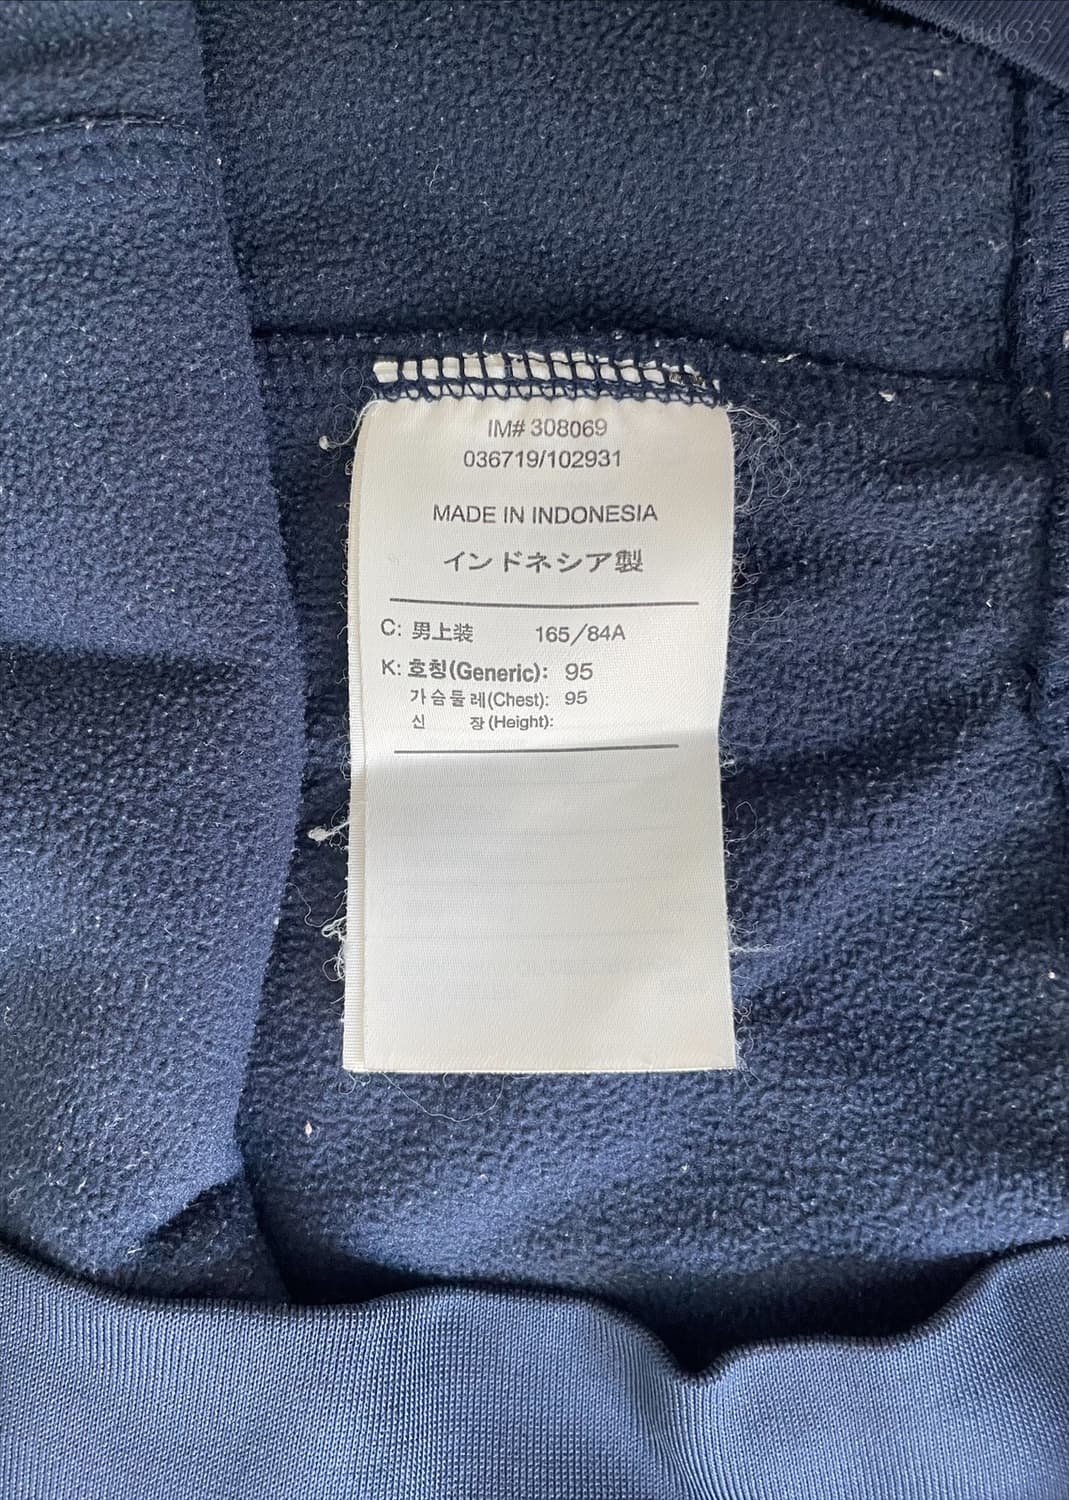 ©did635
IM# 308069
036719/102931
MADE IN INDONESIA
インドネシア製
C: 男上装 165/84A
K: 호칭(Generic): 95
가슴둘레(Chest): 95
신 장(Height):